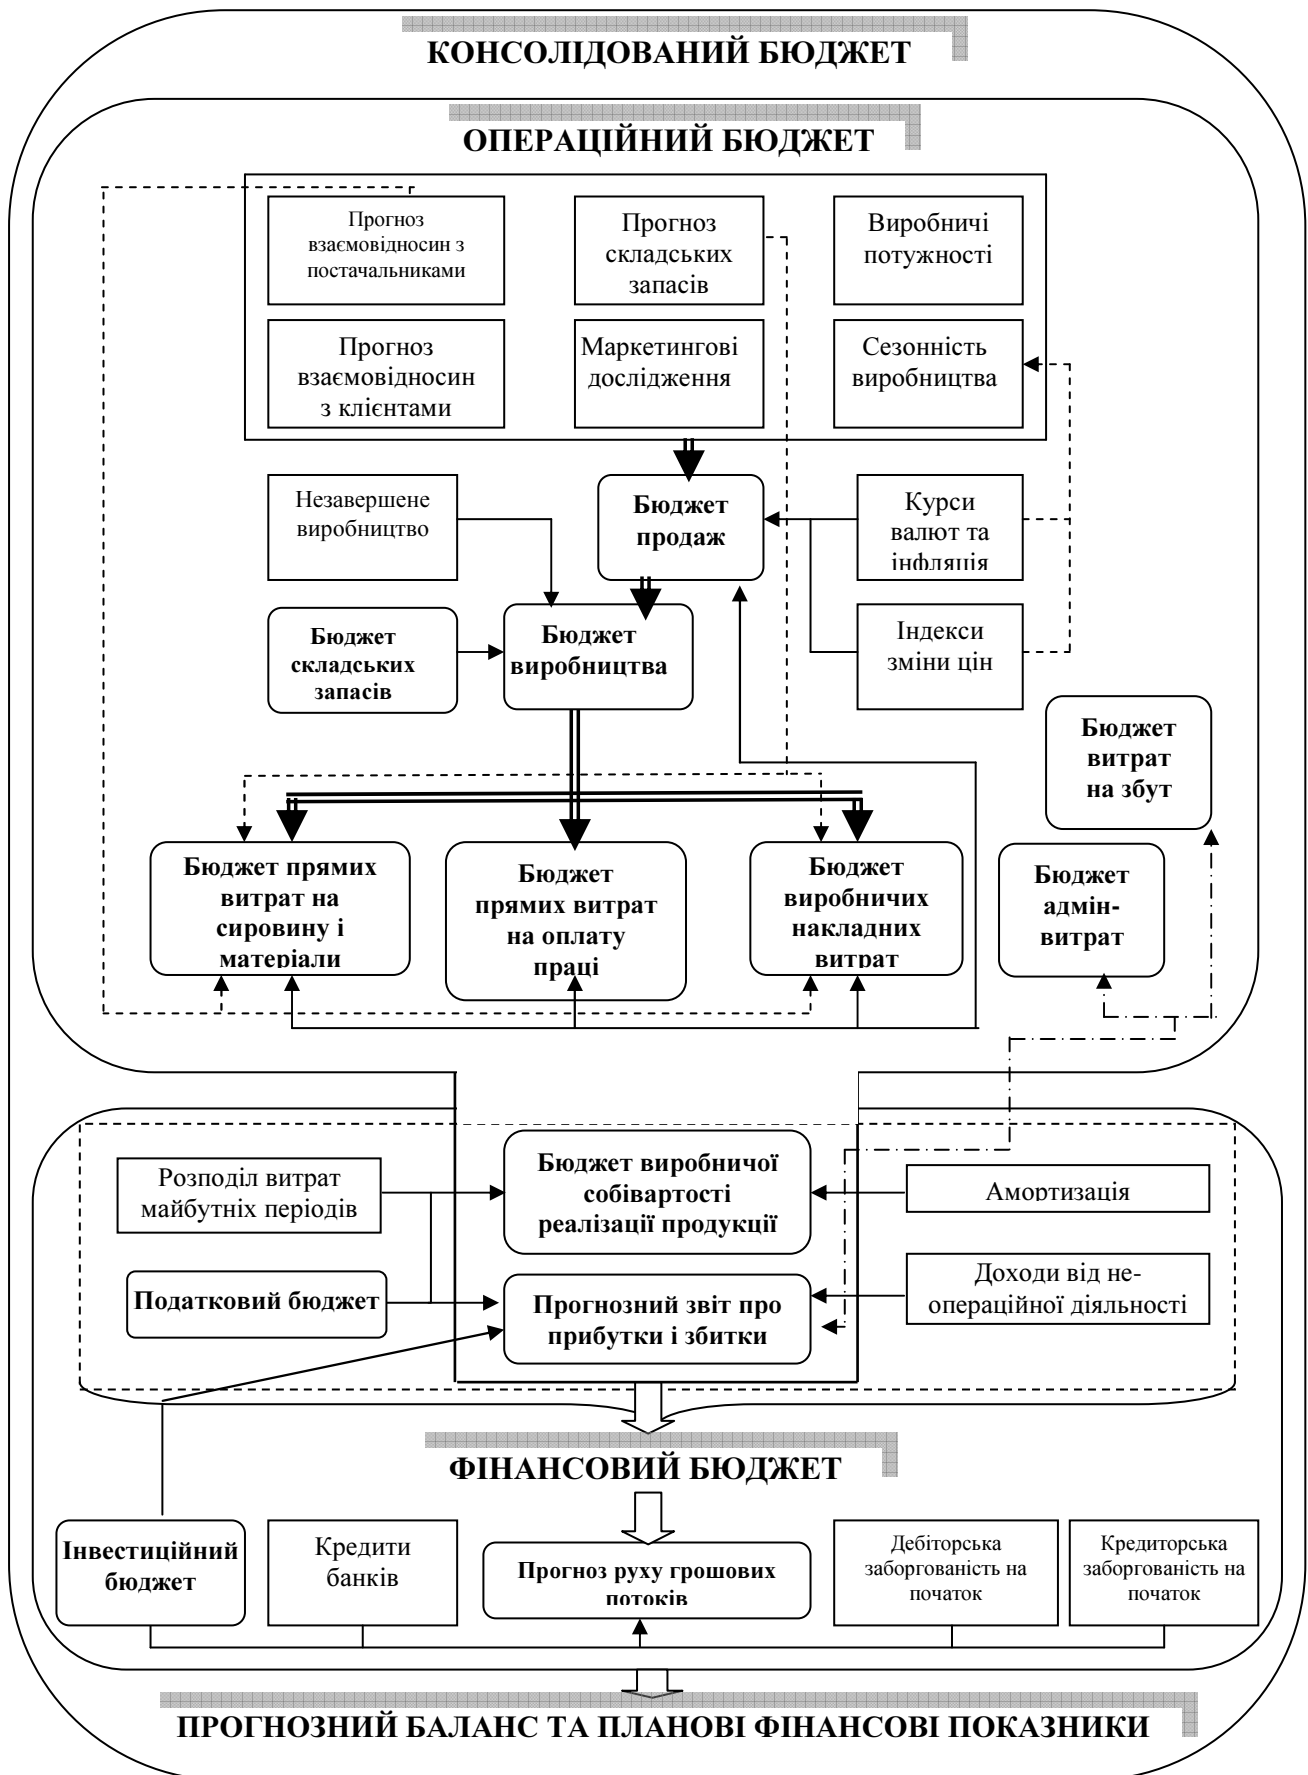 КОНСОЛІДОВАНИЙ БЮДЖЕТ
ОПЕРАЦІЙНИЙ БЮДЖЕТ
Прогноз
взаємовідносин з
постачальниками
Прогноз
складських
запасів
Виробничі
потужності
Прогноз
взаємовідносин
з клієнтами
Маркетингові
дослідження
Сезонність
виробництва
Незавершене
виробництво
Бюджет
продаж
Курси
валют та
інфляція
Бюджет
складських
запасів
Бюджет
виробництва
Індекси
зміни цін
Бюджет
витрат
на збут
Бюджет прямих
витрат на
сировину і
матеріали
Бюджет
прямих витрат
на оплату
праці
Бюджет
виробничих
накладних
витрат
Бюджет
адмін-
витрат
Розподіл витрат
майбутніх періодів
Бюджет виробничої
собівартості
реалізації продукції
Амортизація
Податковий бюджет
Прогнозний звіт про
прибутки і збитки
Доходи від не-
операційної діяльності
ФІНАНСОВИЙ БЮДЖЕТ
Інвестиційний
бюджет
Кредити
банків
Прогноз руху грошових
потоків
Дебіторська
заборгованість на
початок
Кредиторська
заборгованість на
початок
ПРОГНОЗНИЙ БАЛАНС ТА ПЛАНОВІ ФІНАНСОВІ ПОКАЗНИКИ